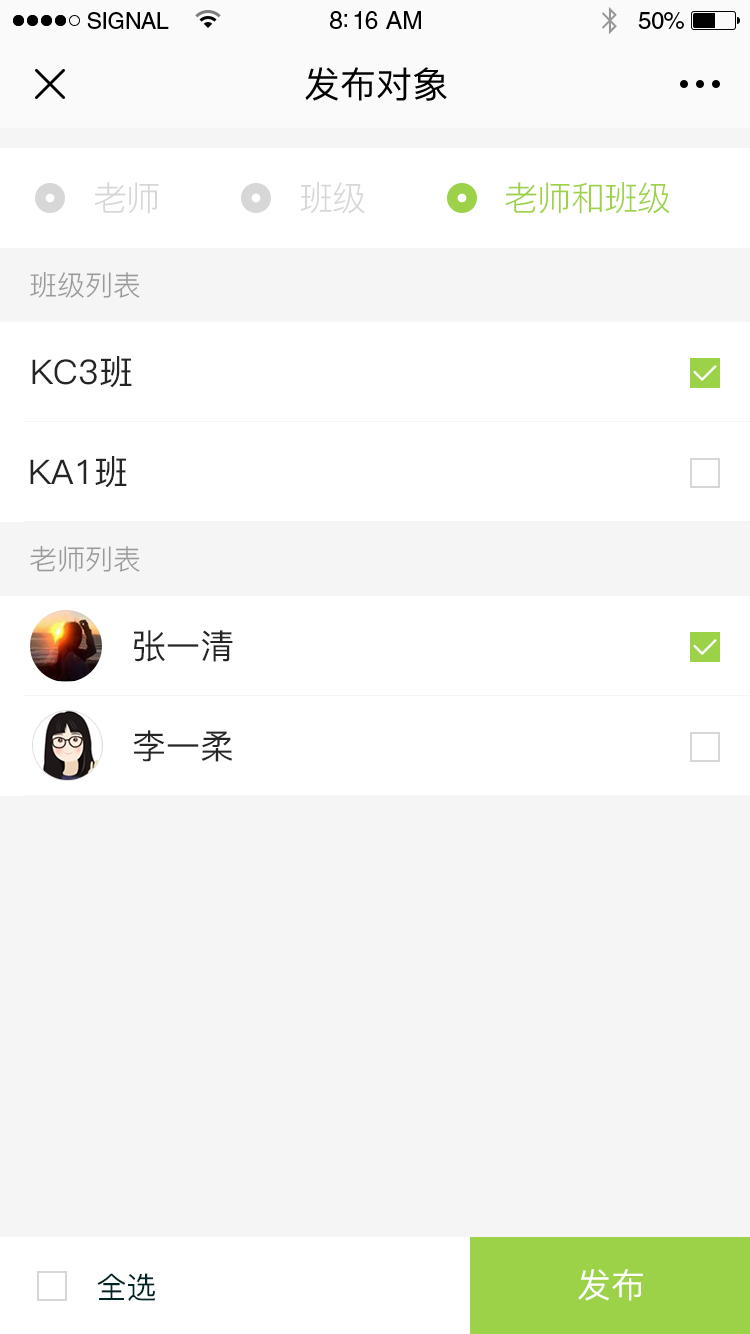 SIGNAL 8:16 AM 50%
发布对象
老师 班级 老师和班级
班级列表
KC3班
KA1班
老师列表
张一清
李一柔
全选 发布